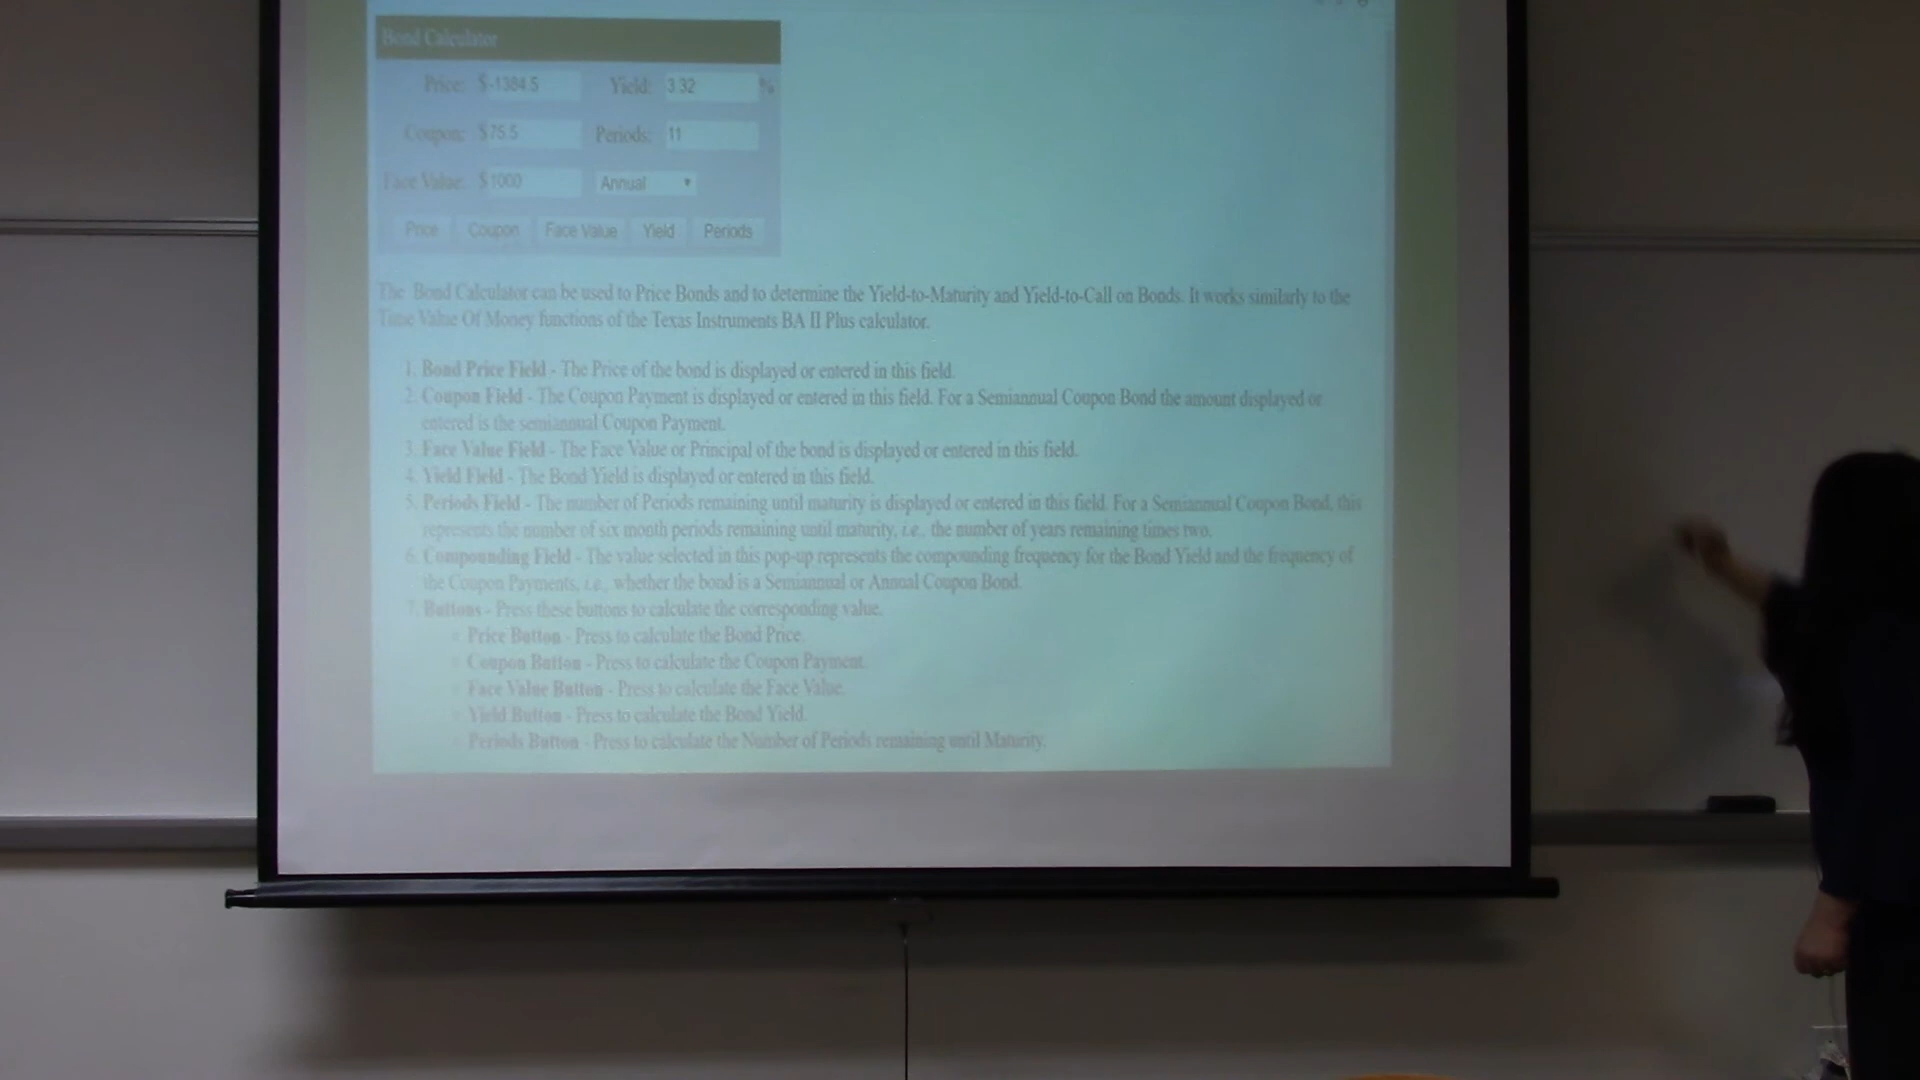 Bond Calculator
Price: $ -1384.5 Yield: 3.32 %
Coupon: $ 75.5 Periods: 11
Face Value: $ 1000 Annual
Price Coupon Face Value Yield Periods
The Bond Calculator can be used to Price Bonds and to determine the Yield-to-Maturity and Yield-to-Call on Bonds. It works similarly to the
Time Value Of Money functions of the Texas Instruments BA II Plus calculator.
1. Bond Price Field - The Price of the bond is displayed or entered in this field.
2. Coupon Field - The Coupon Payment is displayed or entered in this field. For a Semiannual Coupon Bond the amount displayed or
entered is the semiannual Coupon Payment.
3. Face Value Field - The Face Value or Principal of the bond is displayed or entered in this field.
4. Yield Field - The Bond Yield is displayed or entered in this field.
5. Periods Field - The number of Periods remaining until maturity is displayed or entered in this field. For a Semiannual Coupon Bond, this
represents the number of six month periods remaining until maturity, i.e., the number of years remaining times two.
6. Compounding Field - The value selected in this pop-up represents the compounding frequency for the Bond Yield and the frequency of
the Coupon Payments, i.e., whether the bond is a Semiannual or Annual Coupon Bond.
7. Buttons - Press these buttons to calculate the corresponding value.
Price Button - Press to calculate the Bond Price.
Coupon Button - Press to calculate the Coupon Payment.
Face Value Button - Press to calculate the Face Value.
Yield Button - Press to calculate the Bond Yield.
Periods Button - Press to calculate the Number of Periods remaining until Maturity.